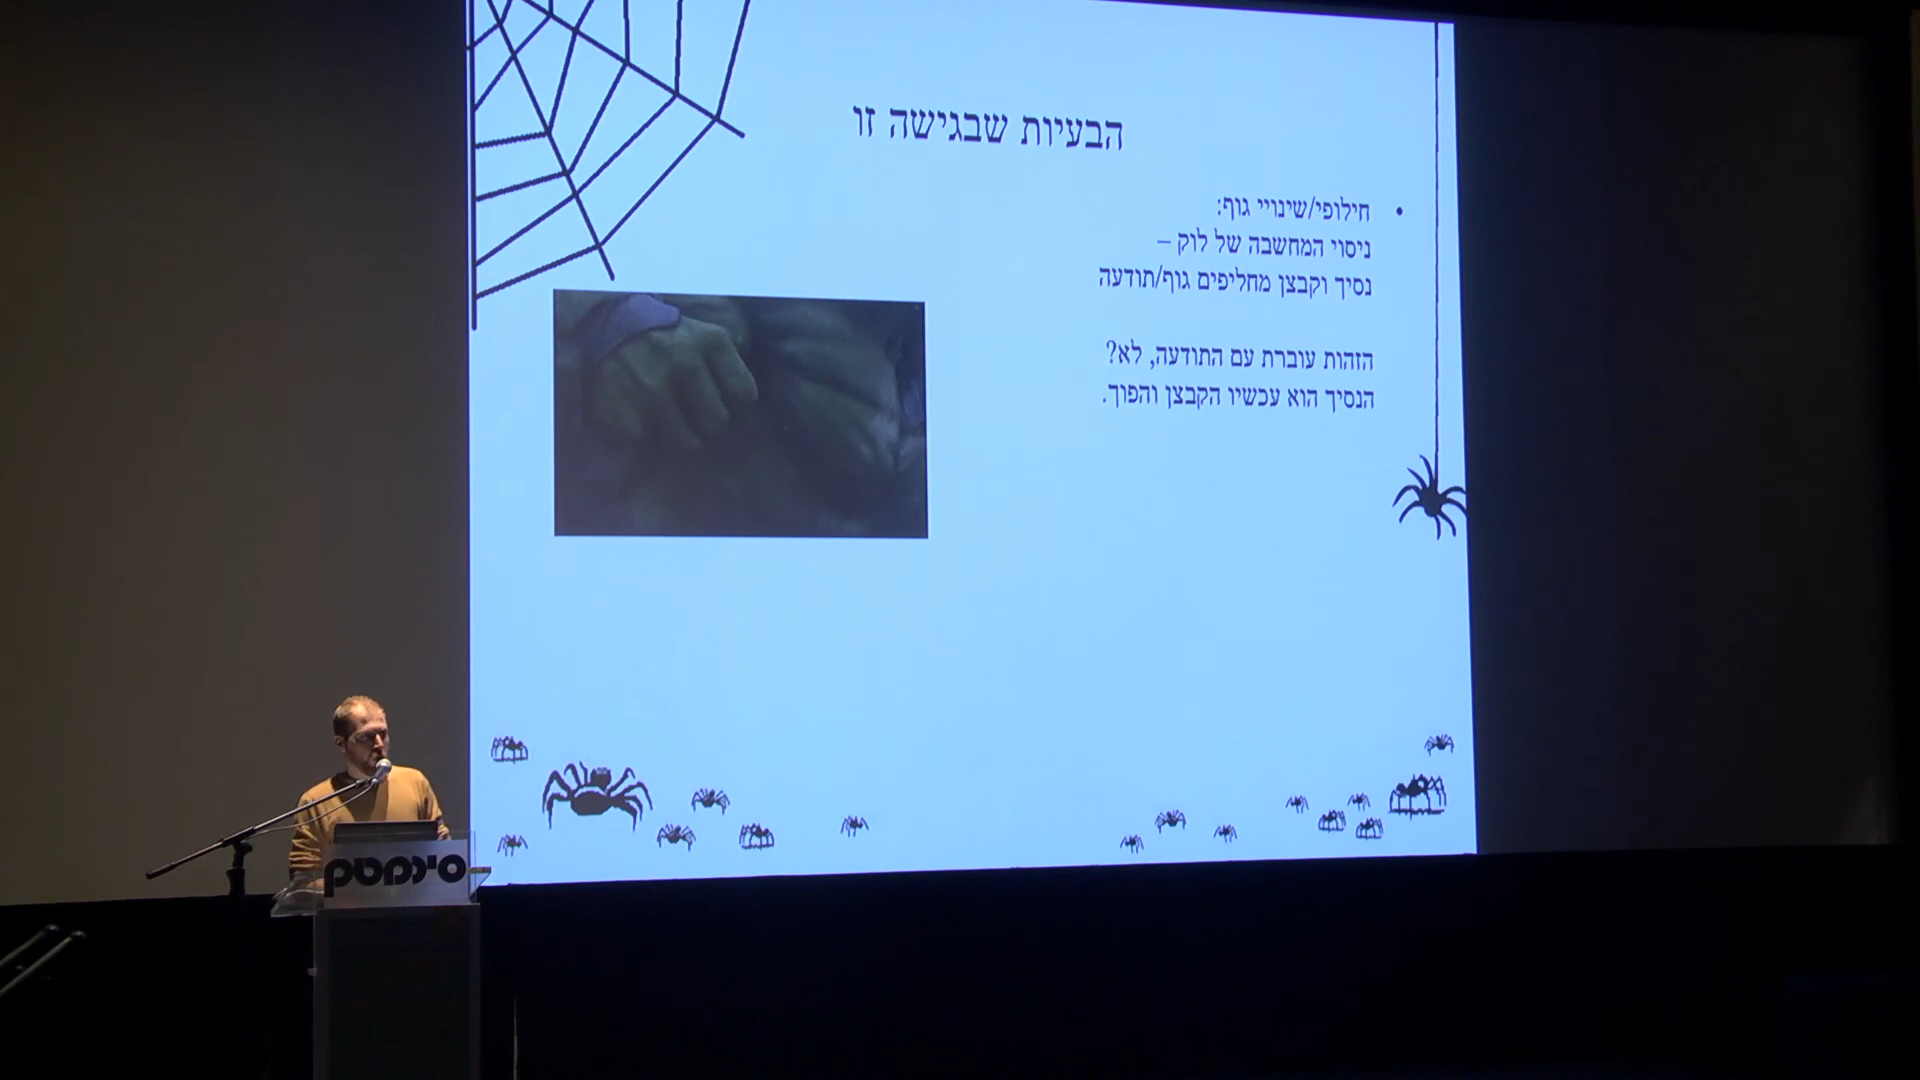 הבעיות שבגישה זו
• חילופי/שינויי גוף:
ניסוי המחשבה של לוק –
נסיך וקבצן מחליפים גוף/תודעה
הזהות עוברת עם התודעה, לא?
הנסיך הוא עכשיו הקבצן והפוך.
סינמטק